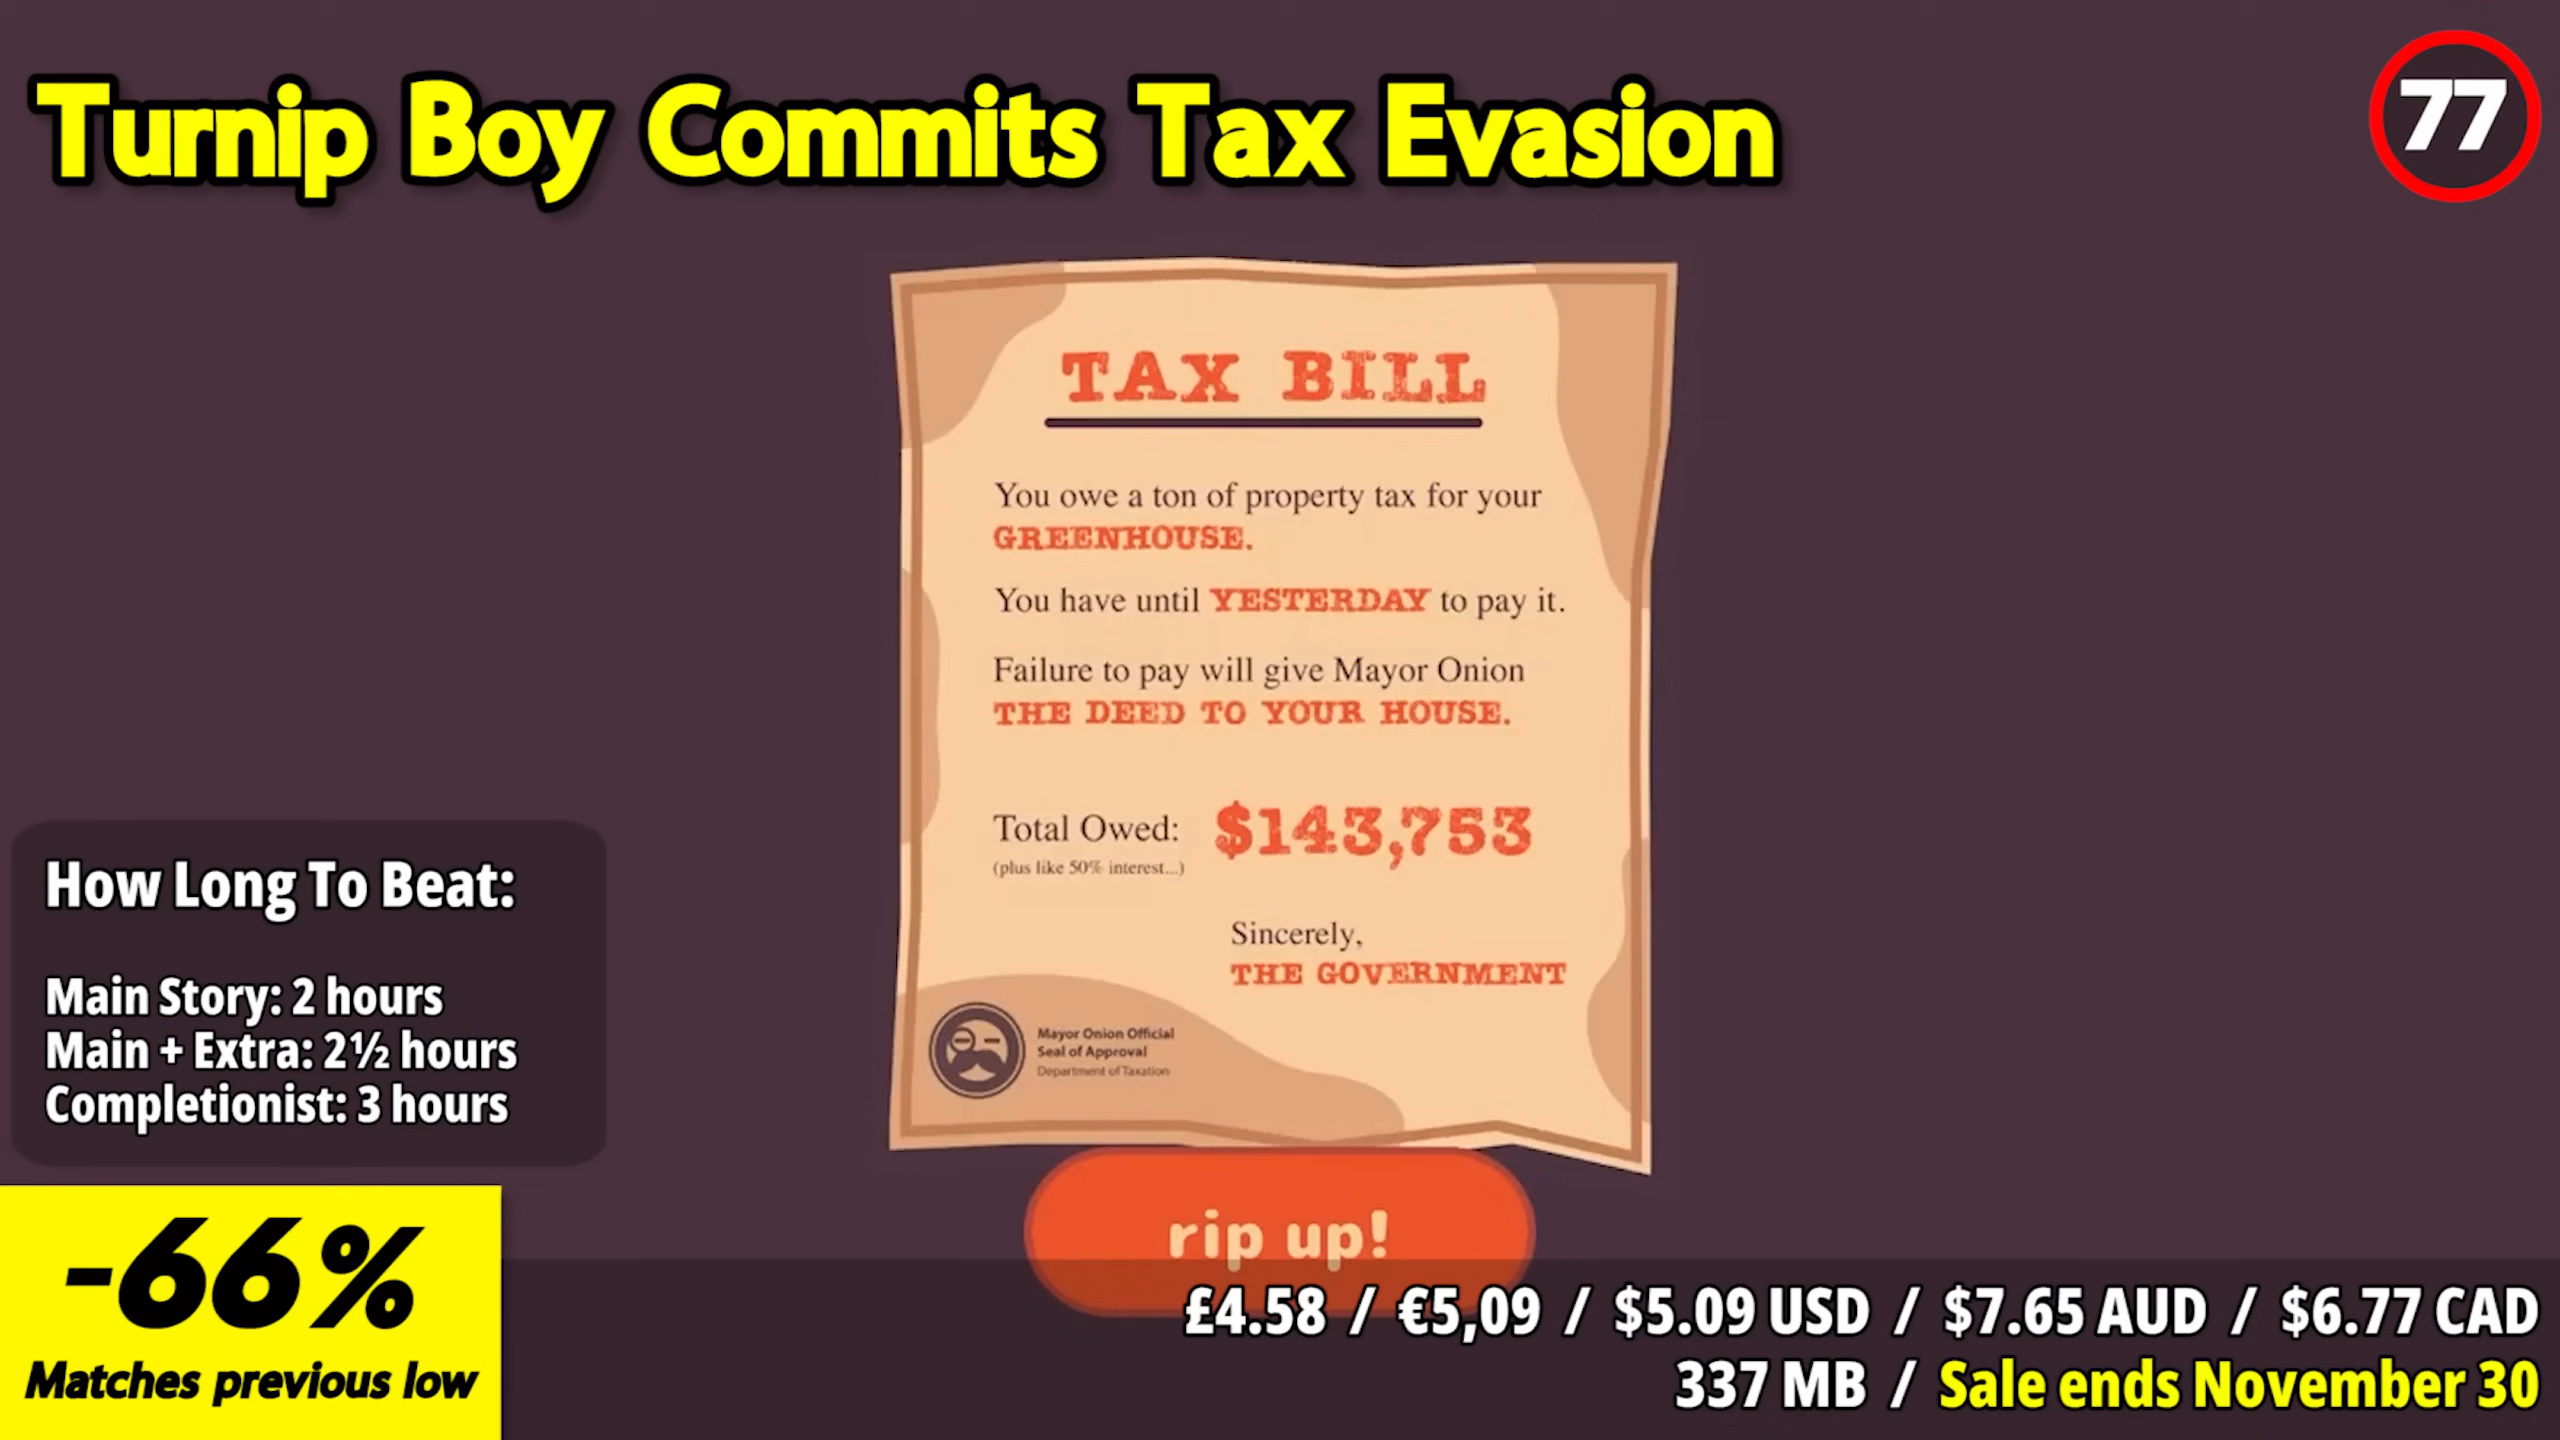 Turnip Boy Commits Tax Evasion
77
TAX BILL
You owe a ton of property tax for your
GREENHOUSE.
You have until YESTERDAY to pay it.
Failure to pay will give Mayor Onion
THE DEED TO YOUR HOUSE.
Total Owed: $143,753
(plus like 50% interest...)
Sincerely,
THE GOVERNMENT
Mayor Onion Official
Seal of Approval
Department of Taxation
rip up!
How Long To Beat:
Main Story: 2 hours
Main + Extra: 2½ hours
Completionist: 3 hours
-66%
Matches previous low
£4.58 / €5,09 / $5.09 USD / $7.65 AUD / $6.77 CAD
337 MB / Sale ends November 30